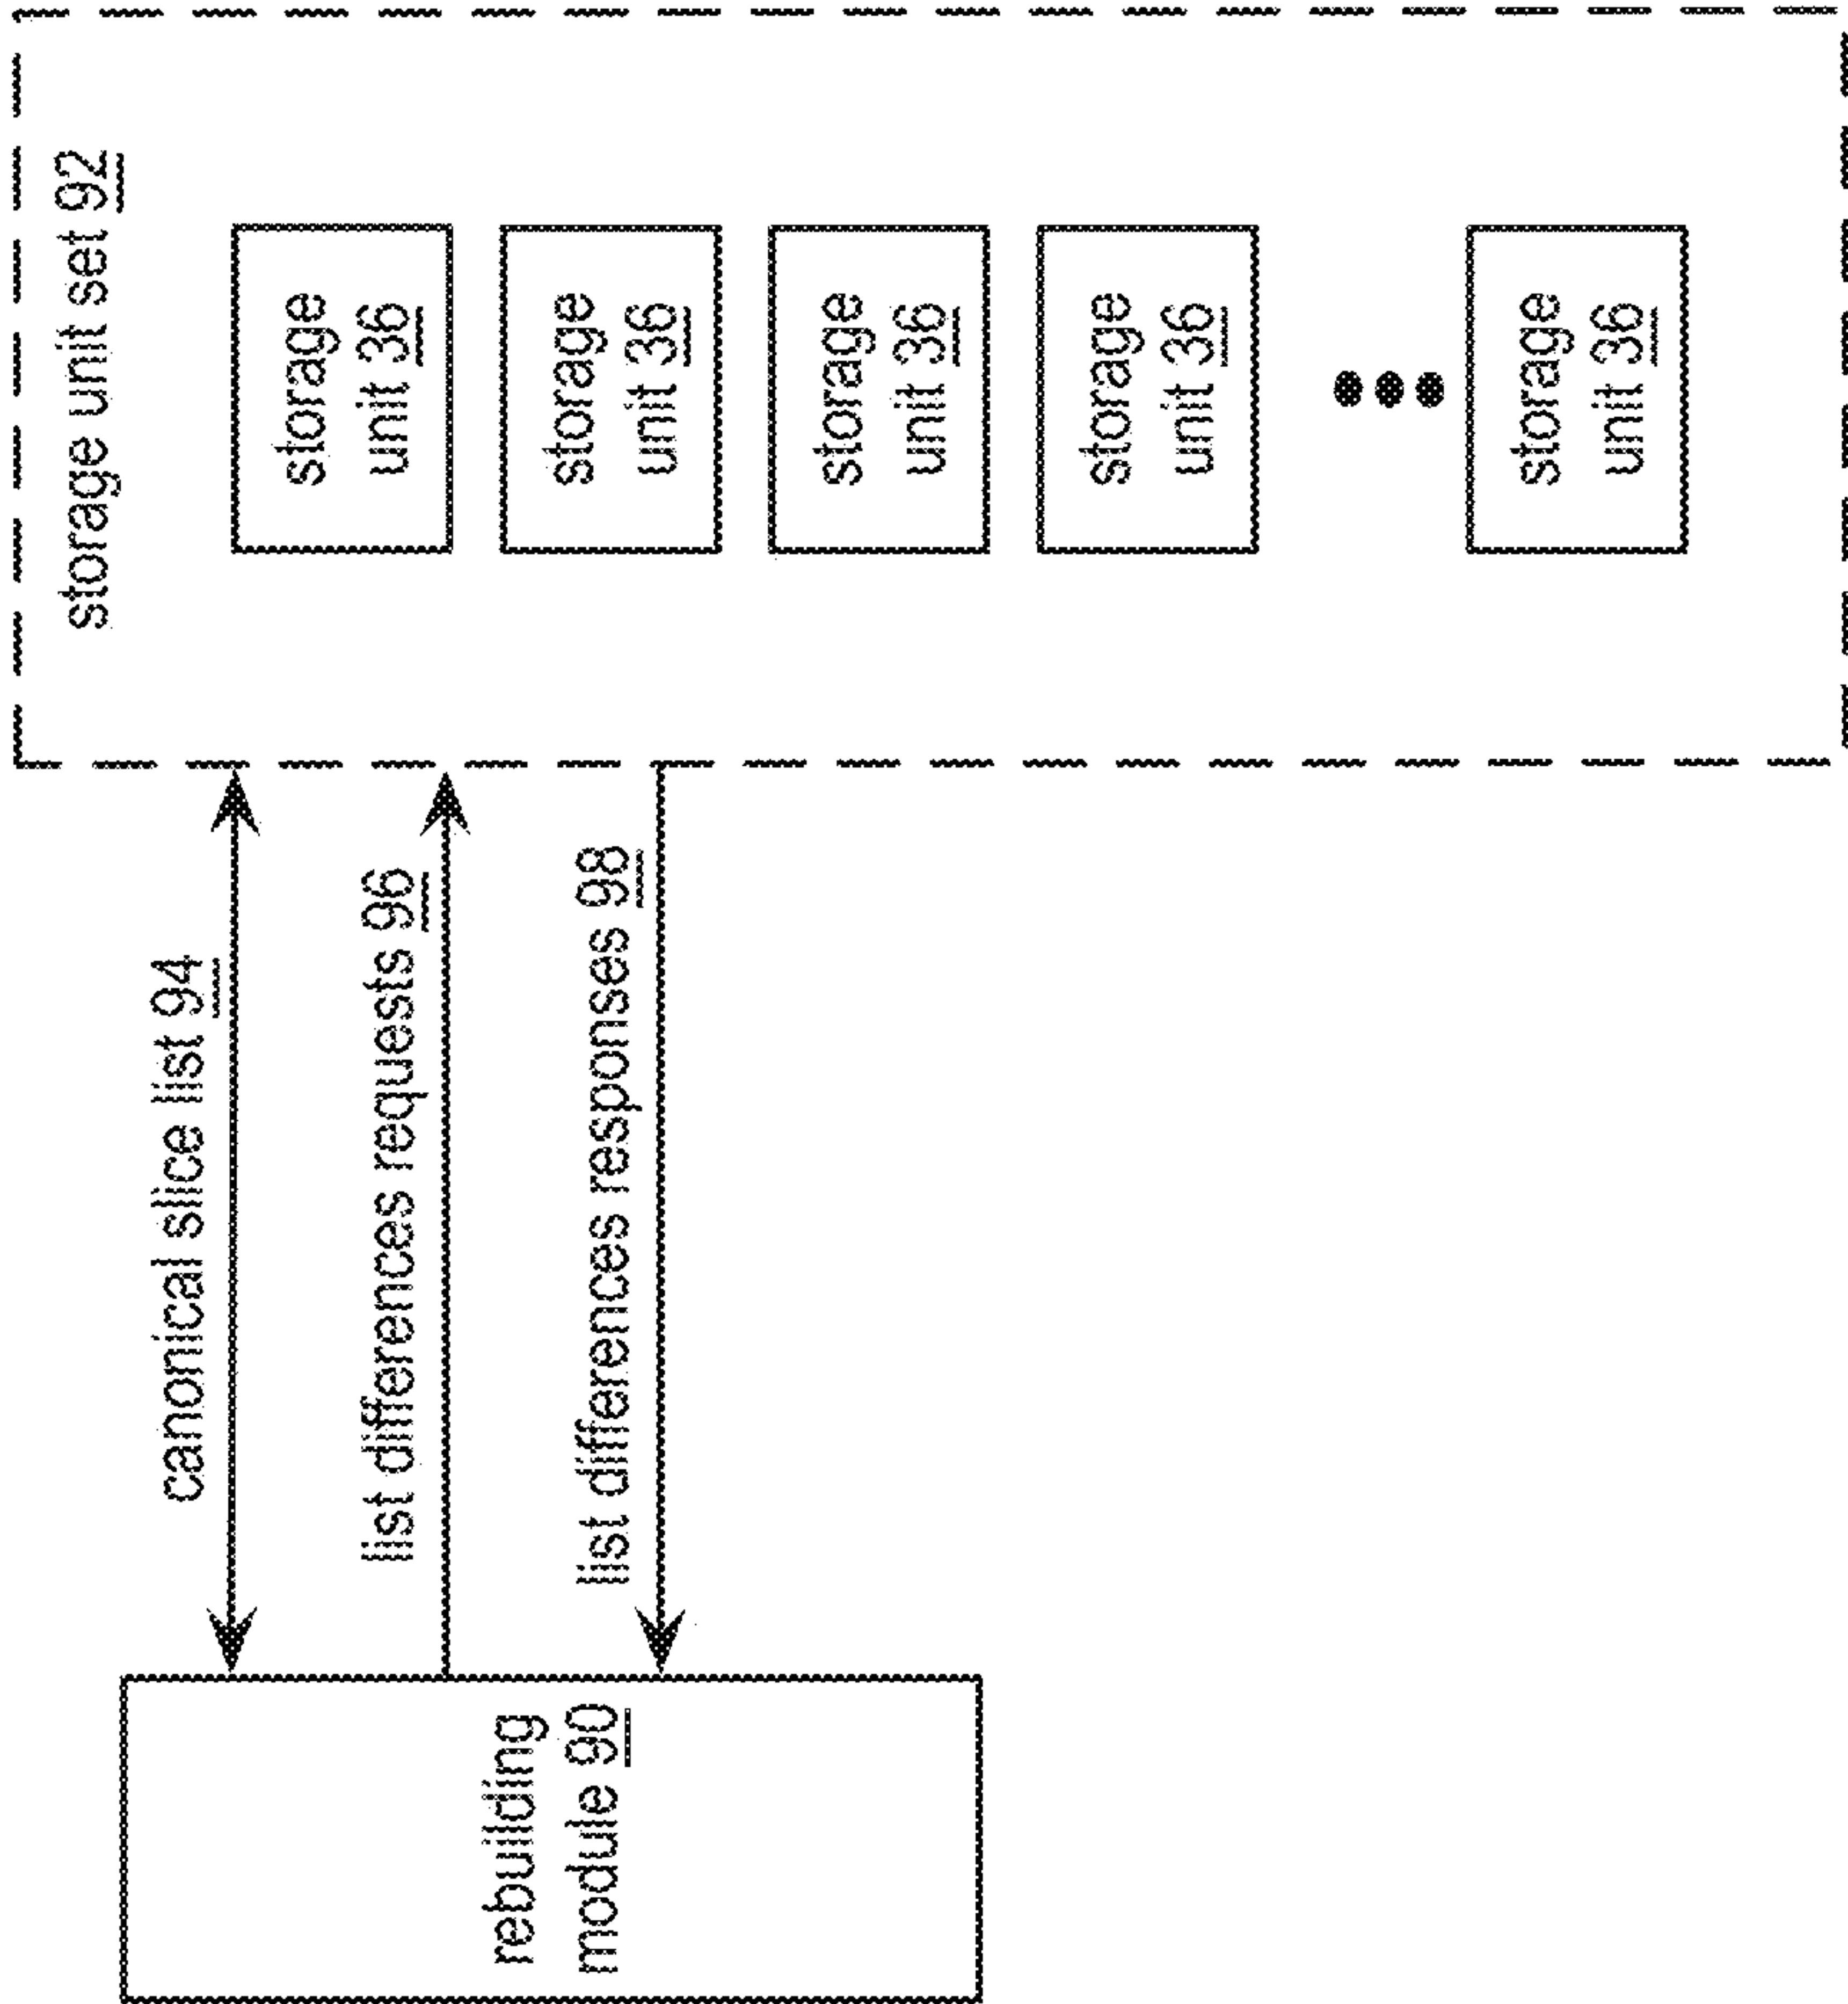 storage unit set 92
canonical slice list 94
list differences requests 96
list differences responses 98
rebuilding
module 90
storage
unit 36
storage
unit 36
storage
unit 36
storage
unit 36
storage
unit 36